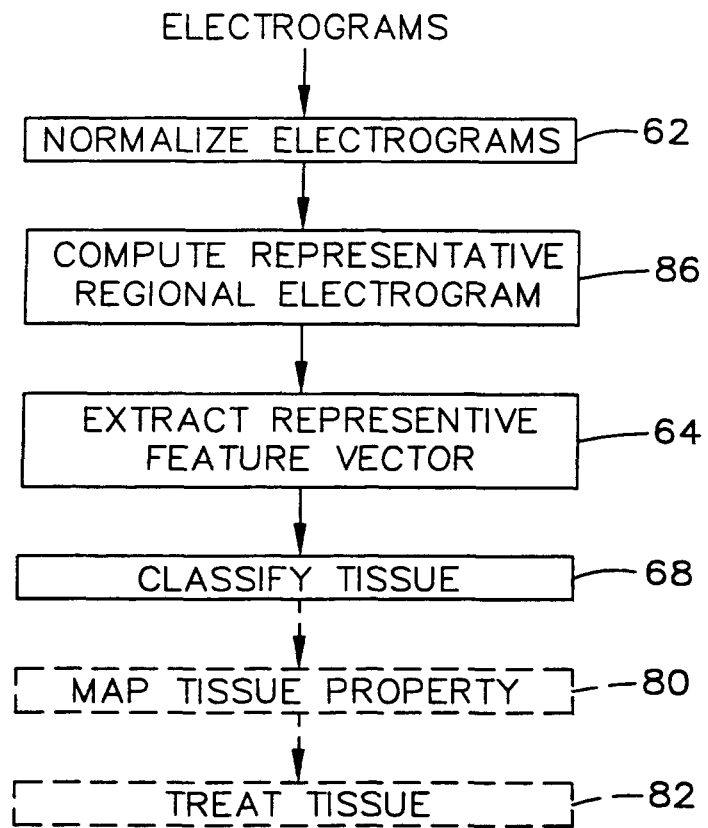 ELECTROGRAMS
NORMALIZE ELECTROGRAMS
62
COMPUTE REPRESENTATIVE
REGIONAL ELECTROGRAM
86
EXTRACT REPRESENTIVE
FEATURE VECTOR
64
CLASSIFY TISSUE
68
MAP TISSUE PROPERTY
80
TREAT TISSUE
82